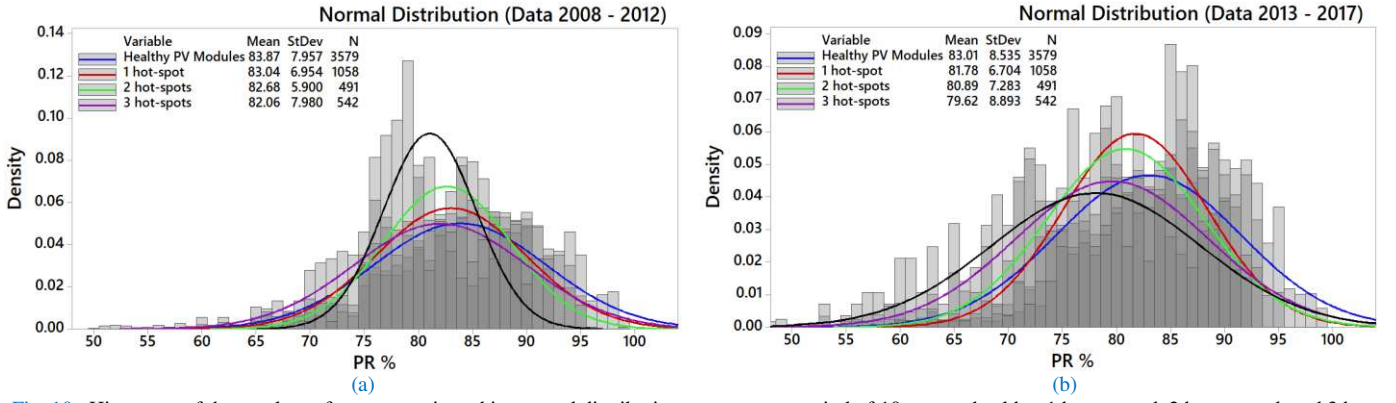 Normal Distribution (Data 2008 - 2012)
Variable Mean StDev N
Healthy PV Modules 83.87 7.957 3579
1 hot-spot 83.04 6.954 1058
2 hot-spots 82.68 5.900 491
3 hot-spots 82.06 7.980 542
0.14
0.12
0.10
0.08
0.06
0.04
0.02
0.00
Density
50 55 60 65 70 75 80 85 90 95 100
PR %
(a)
Normal Distribution (Data 2013 - 2017)
Variable Mean StDev N
Healthy PV Modules 83.01 8.535 3579
1 hot-spot 81.78 6.704 1058
2 hot-spots 80.89 7.283 491
3 hot-spots 79.62 8.893 542
0.09
0.08
0.07
0.06
0.05
0.04
0.03
0.02
0.01
0.00
Density
50 55 60 65 70 75 80 85 90 95 100
PR %
(b)